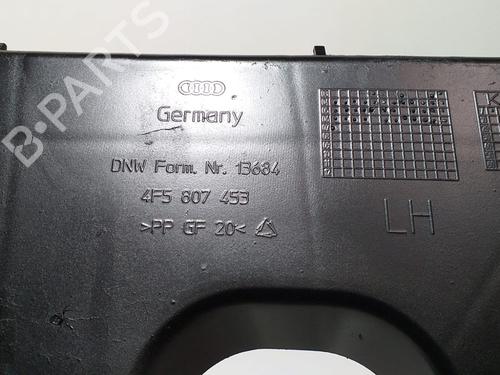 B-PARTS
Germany
DNW Form. Nr. 13684
4F5 807 453
>PP GF 20<
LH